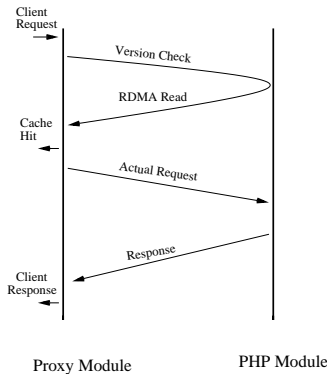 Client
Request
Version Check
RDMA Read
Cache
Hit
Actual Request
Response
Client
Response
Proxy Module
PHP Module